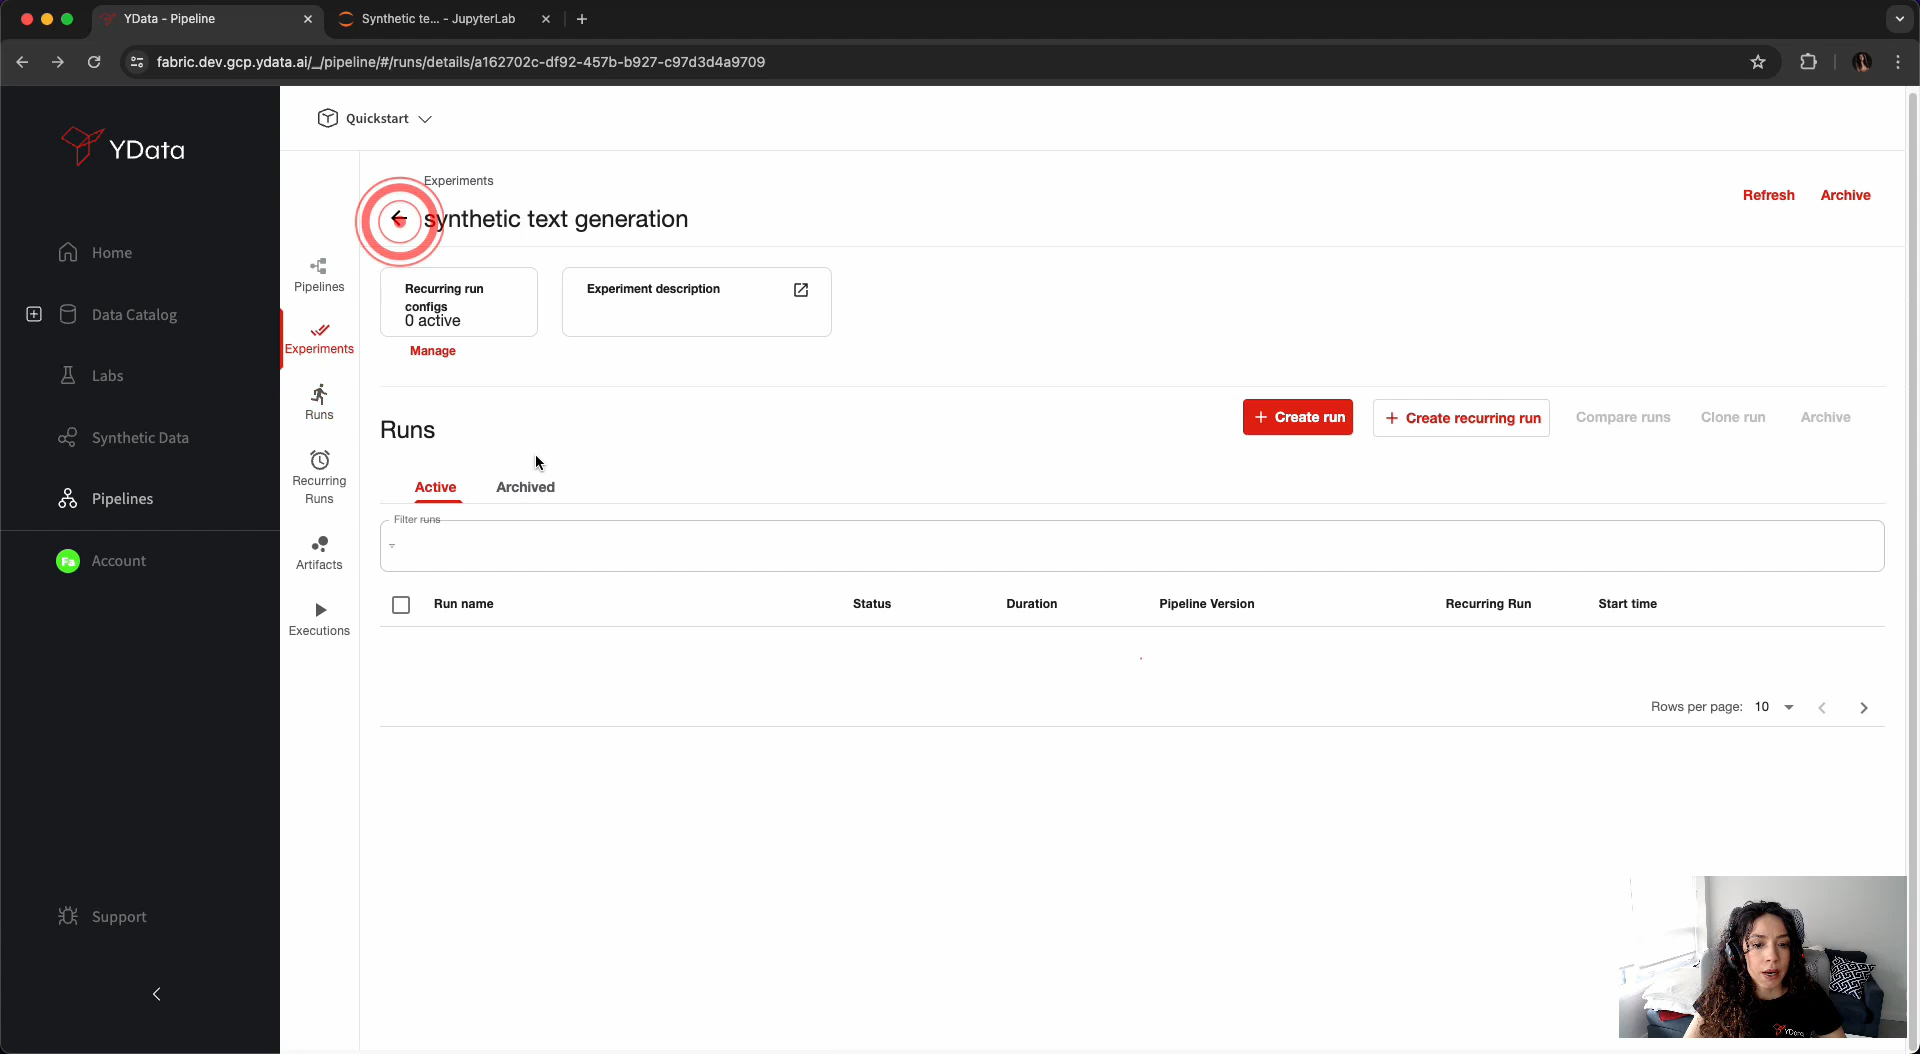 YData - Pipeline
Synthetic te... - JupyterLab
fabric.dev.gcp.ydata.ai/_/pipeline/#/runs/details/a162702c-df92-457b-b927-c97d3d4a9709
YData
Quickstart
Experiments
synthetic text generation
Refresh
Archive
Home
Data Catalog
Labs
Synthetic Data
Pipelines
Fa
Account
Support
Pipelines
Experiments
Runs
Recurring
Runs
Artifacts
Executions
Recurring run
configs
0 active
Experiment description
Manage
Runs
+ Create run
+ Create recurring run
Compare runs
Clone run
Archive
Active
Archived
Filter runs
Run name
Status
Duration
Pipeline Version
Recurring Run
Start time
Rows per page:
10
YData